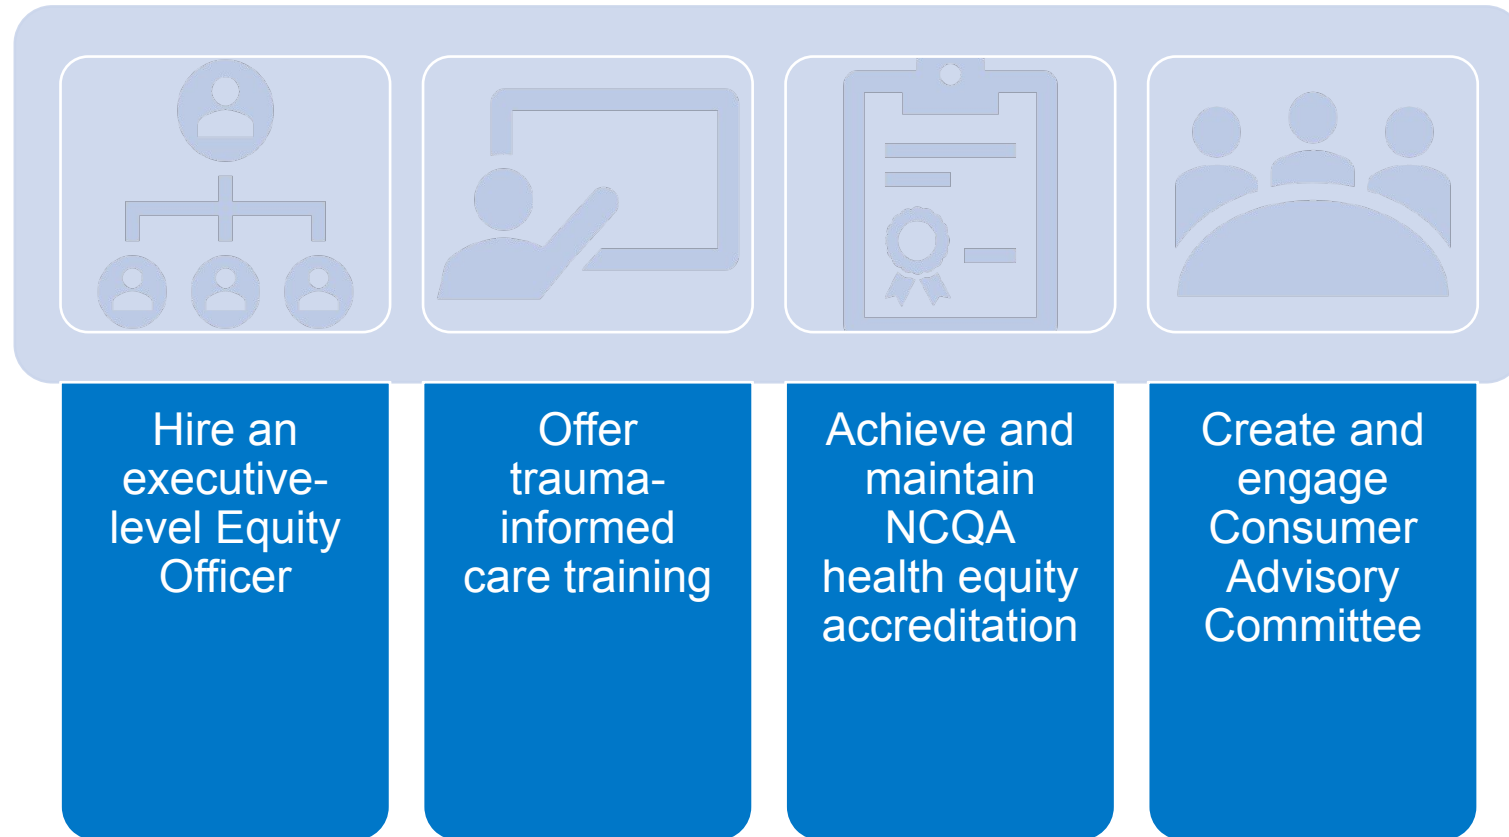 Hire an
executive-
level Equity
Officer
Offer
trauma-
informed
care training
Achieve and
maintain
NCQA
health equity
accreditation
Create and
engage
Consumer
Advisory
Committee